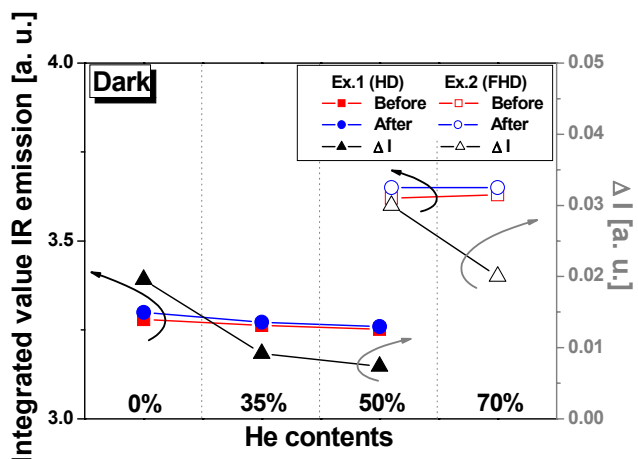 Integrated value IR emission [a. u.]
4.0
3.5
3.0
Dark
Ex.1 (HD) Ex.2 (FHD)
Before Before
After After
Δ I Δ I
0.05
0.04
0.03
0.02
0.01
0.00
Δ I [a. u.]
0% 35% 50% 70%
He contents